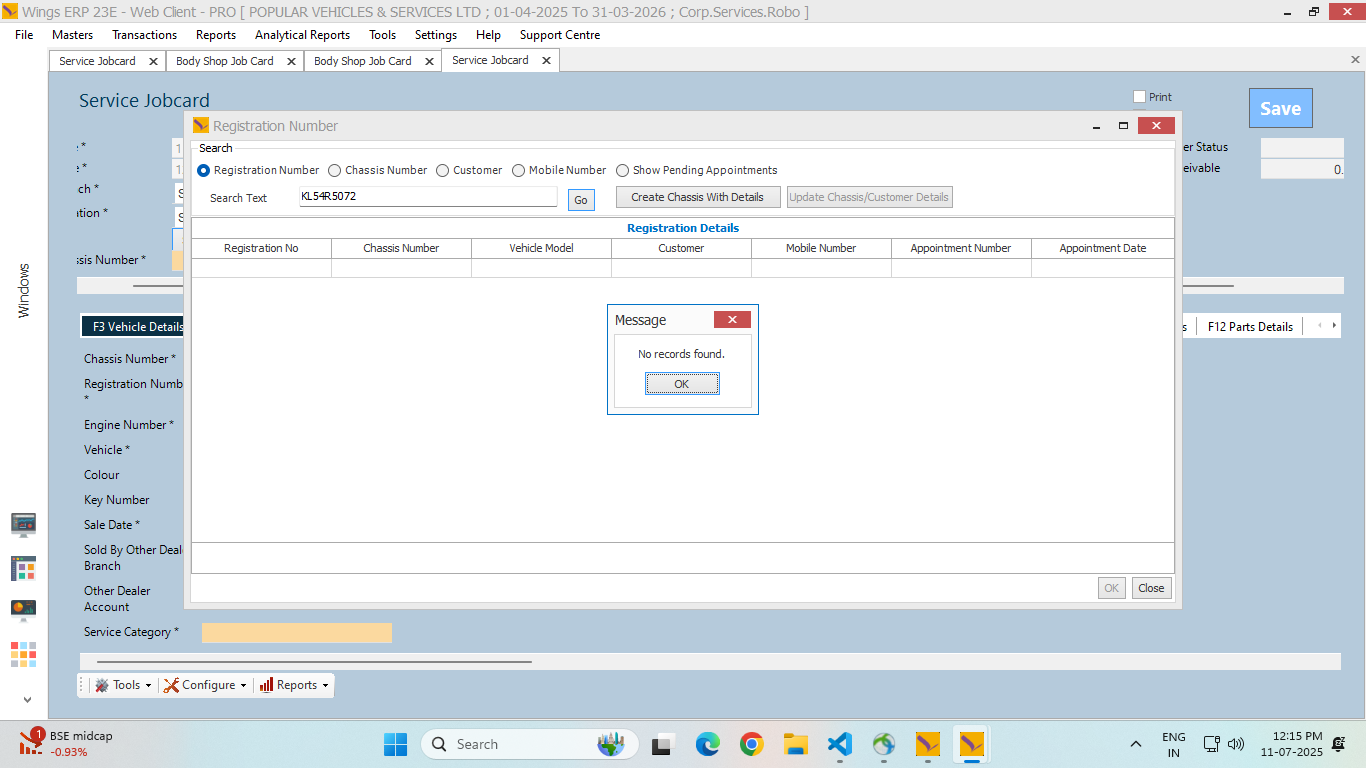 Wings ERP 23E - Web Client - PRO [ POPULAR VEHICLES & SERVICES LTD ; 01-04-2025 To 31-03-2026 ; Corp.Services.Robo ]
File Masters Transactions Reports Analytical Reports Tools Settings Help Support Centre
Service Jobcard Body Shop Job Card Body Shop Job Card Service Jobcard
Service Jobcard
Print
Save
Registration Number
Search
Registration Number Chassis Number Customer Mobile Number Show Pending Appointments
Search Text KL54R5072 Go Create Chassis With Details Update Chassis/Customer Details
Registration Details
Registration No Chassis Number Vehicle Model Customer Mobile Number Appointment Number Appointment Date
Message
No records found.
OK
OK Close
er Status
eivable 0.
ch *
tion *
ssis Number *
Windows
F3 Vehicle Details
s F12 Parts Details
Chassis Number *
Registration Numb
*
Engine Number *
Vehicle *
Colour
Key Number
Sale Date *
Sold By Other Deal
Branch
Other Dealer
Account
Service Category *
Tools Configure Reports
1
BSE midcap
-0.93%
Search
ENG
IN
12:15 PM
11-07-2025